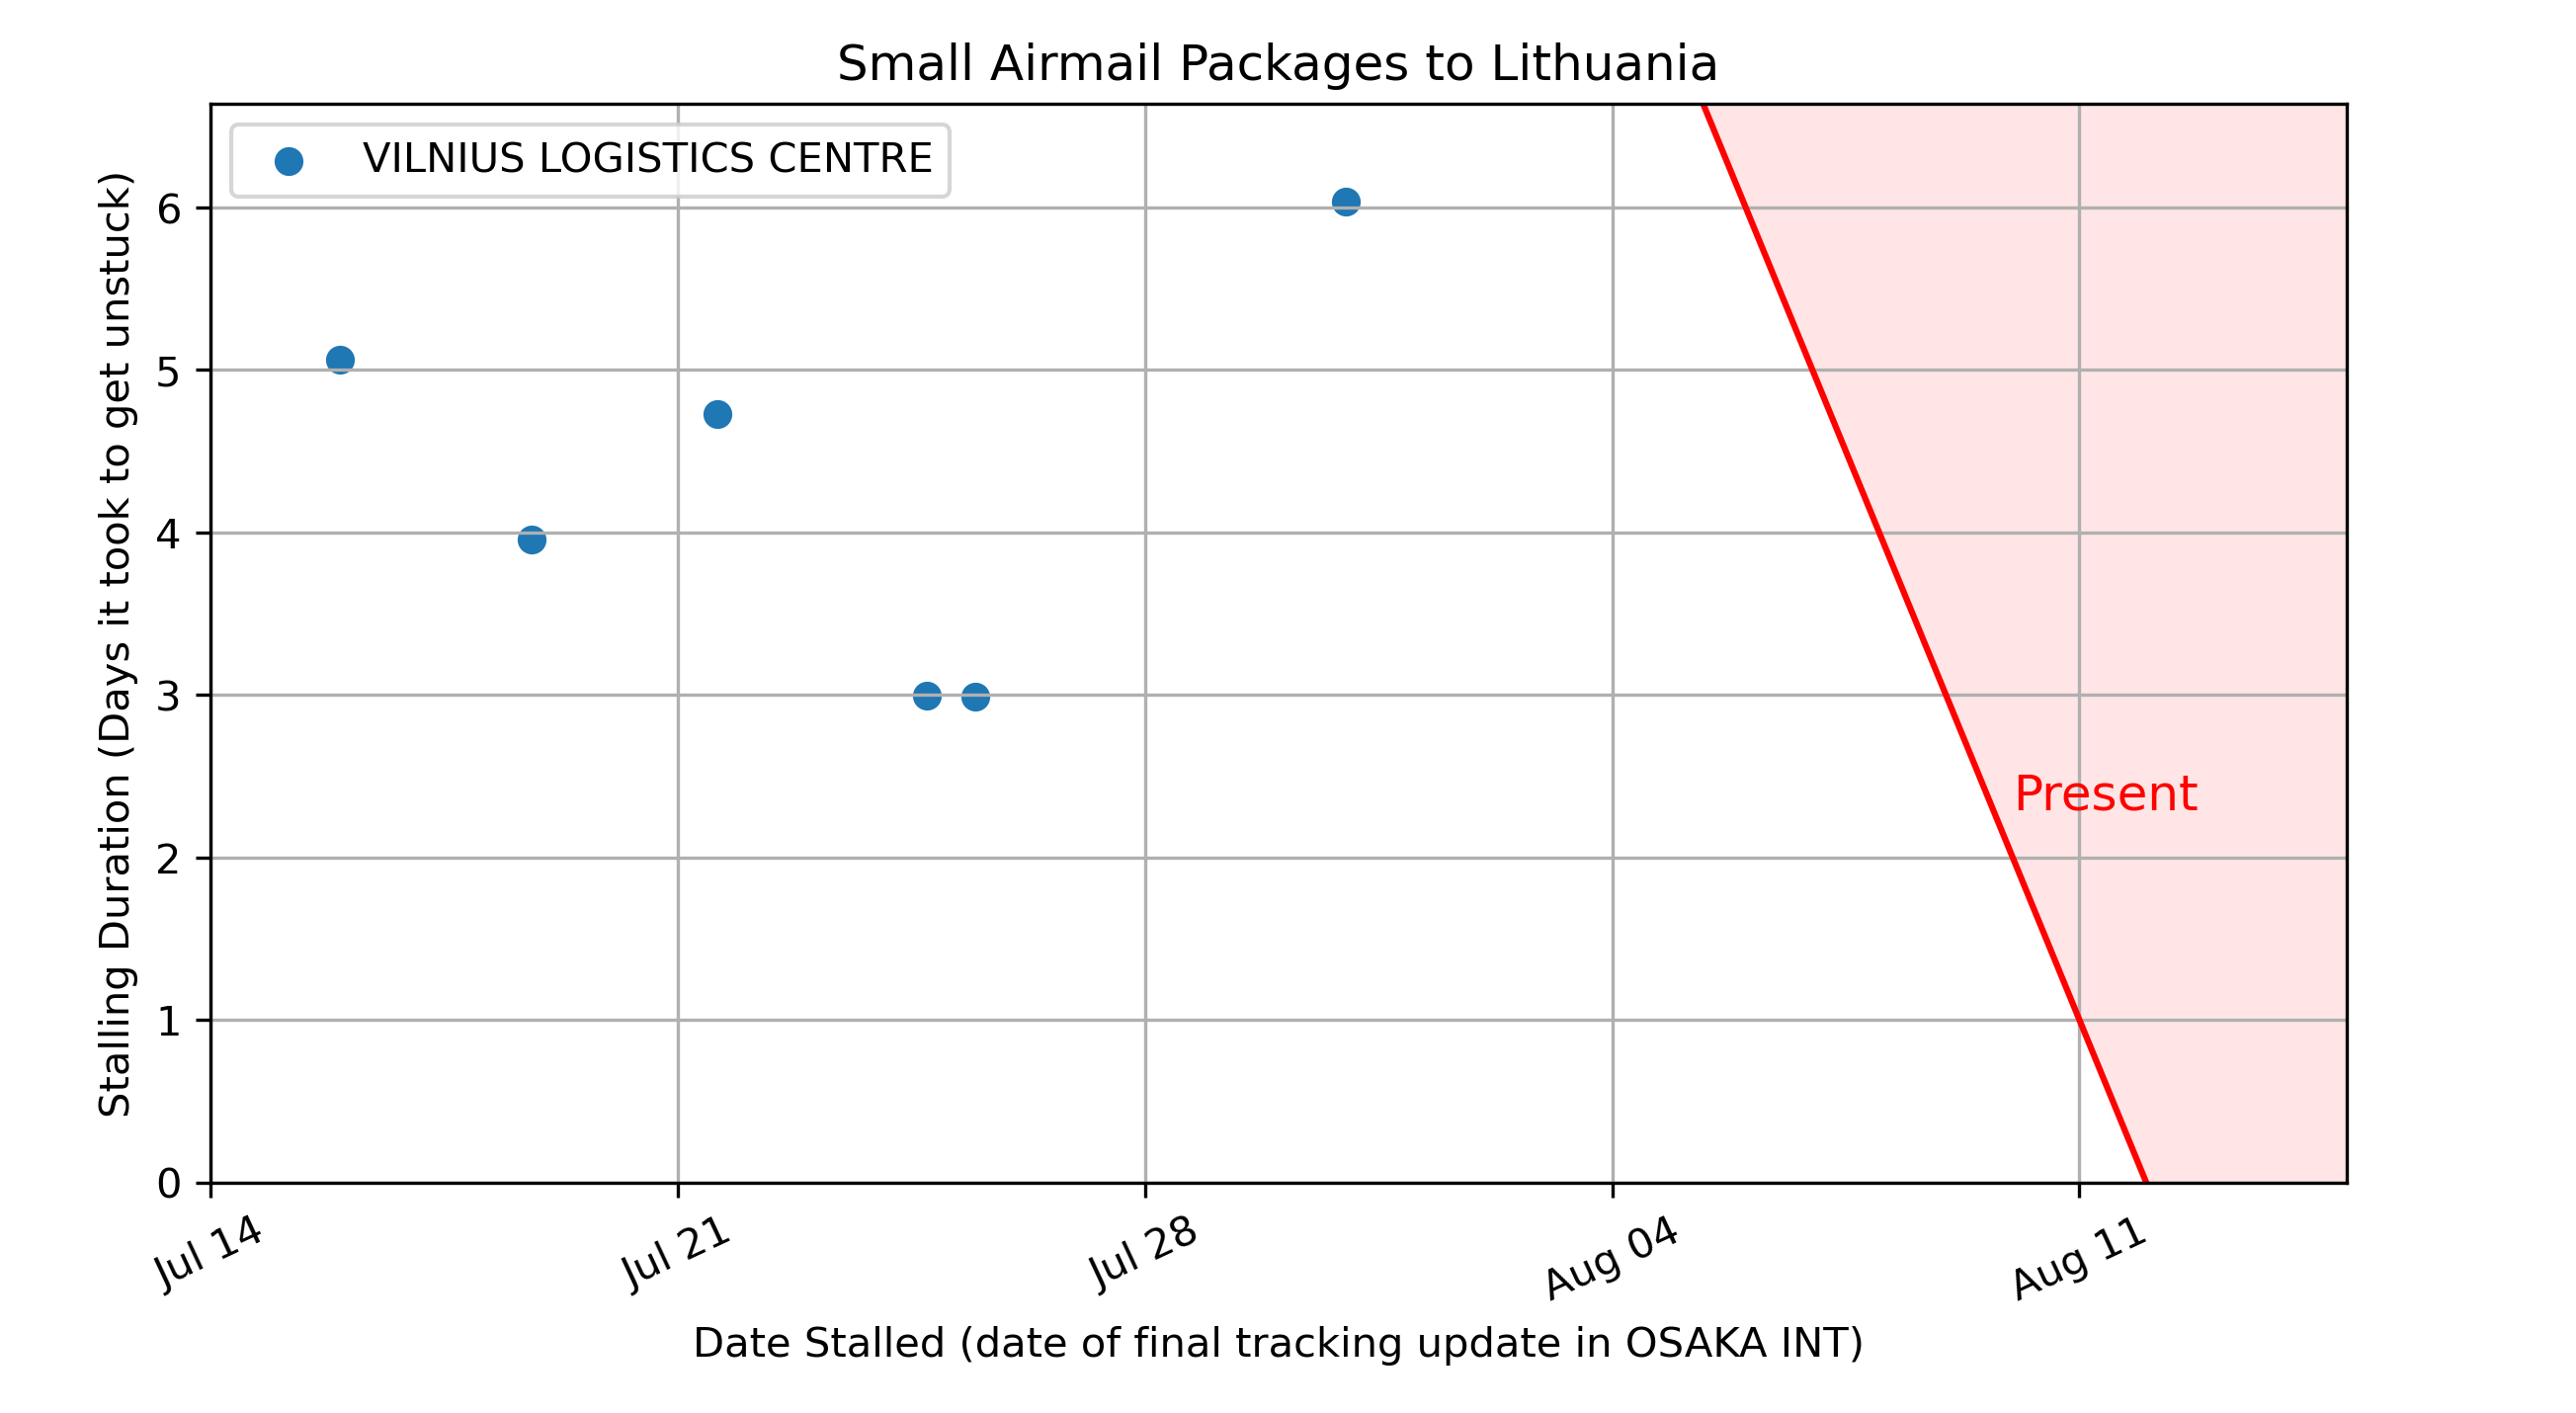 Small Airmail Packages to Lithuania
VILNIUS LOGISTICS CENTRE
Stalling Duration (Days it took to get unstuck)
6
5
4
3
2
1
0
Present
Jul 14
Jul 21
Jul 28
Aug 04
Aug 11
Date Stalled (date of final tracking update in OSAKA INT)